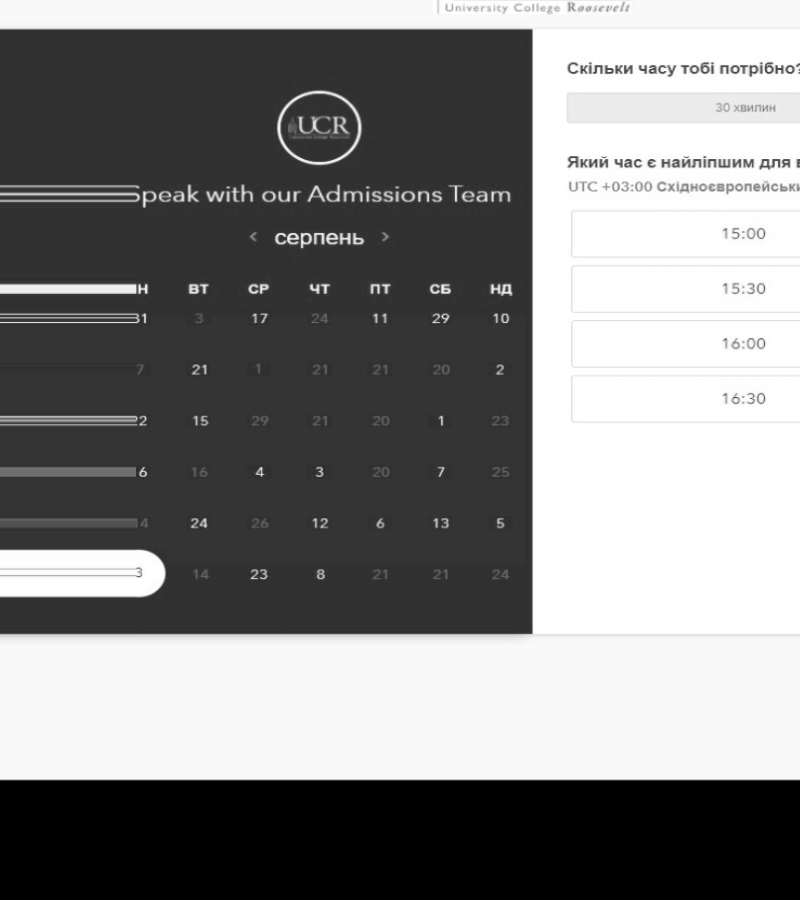 University College Roosevelt
UCR
Speak with our Admissions Team
< серпень >
Н ВТ СР ЧТ ПТ СБ НД
31 3 17 24 11 29 10
7 21 1 21 21 20 2
2 15 29 21 20 1 23
6 16 4 3 20 7 25
4 24 26 12 6 13 5
3 14 23 8 21 21 24
Скільки часу тобі потрібно?
30 хвилин
Який час є найліпшим для в
UTC +03:00 Східноєвропейськи
15:00
15:30
16:00
16:30